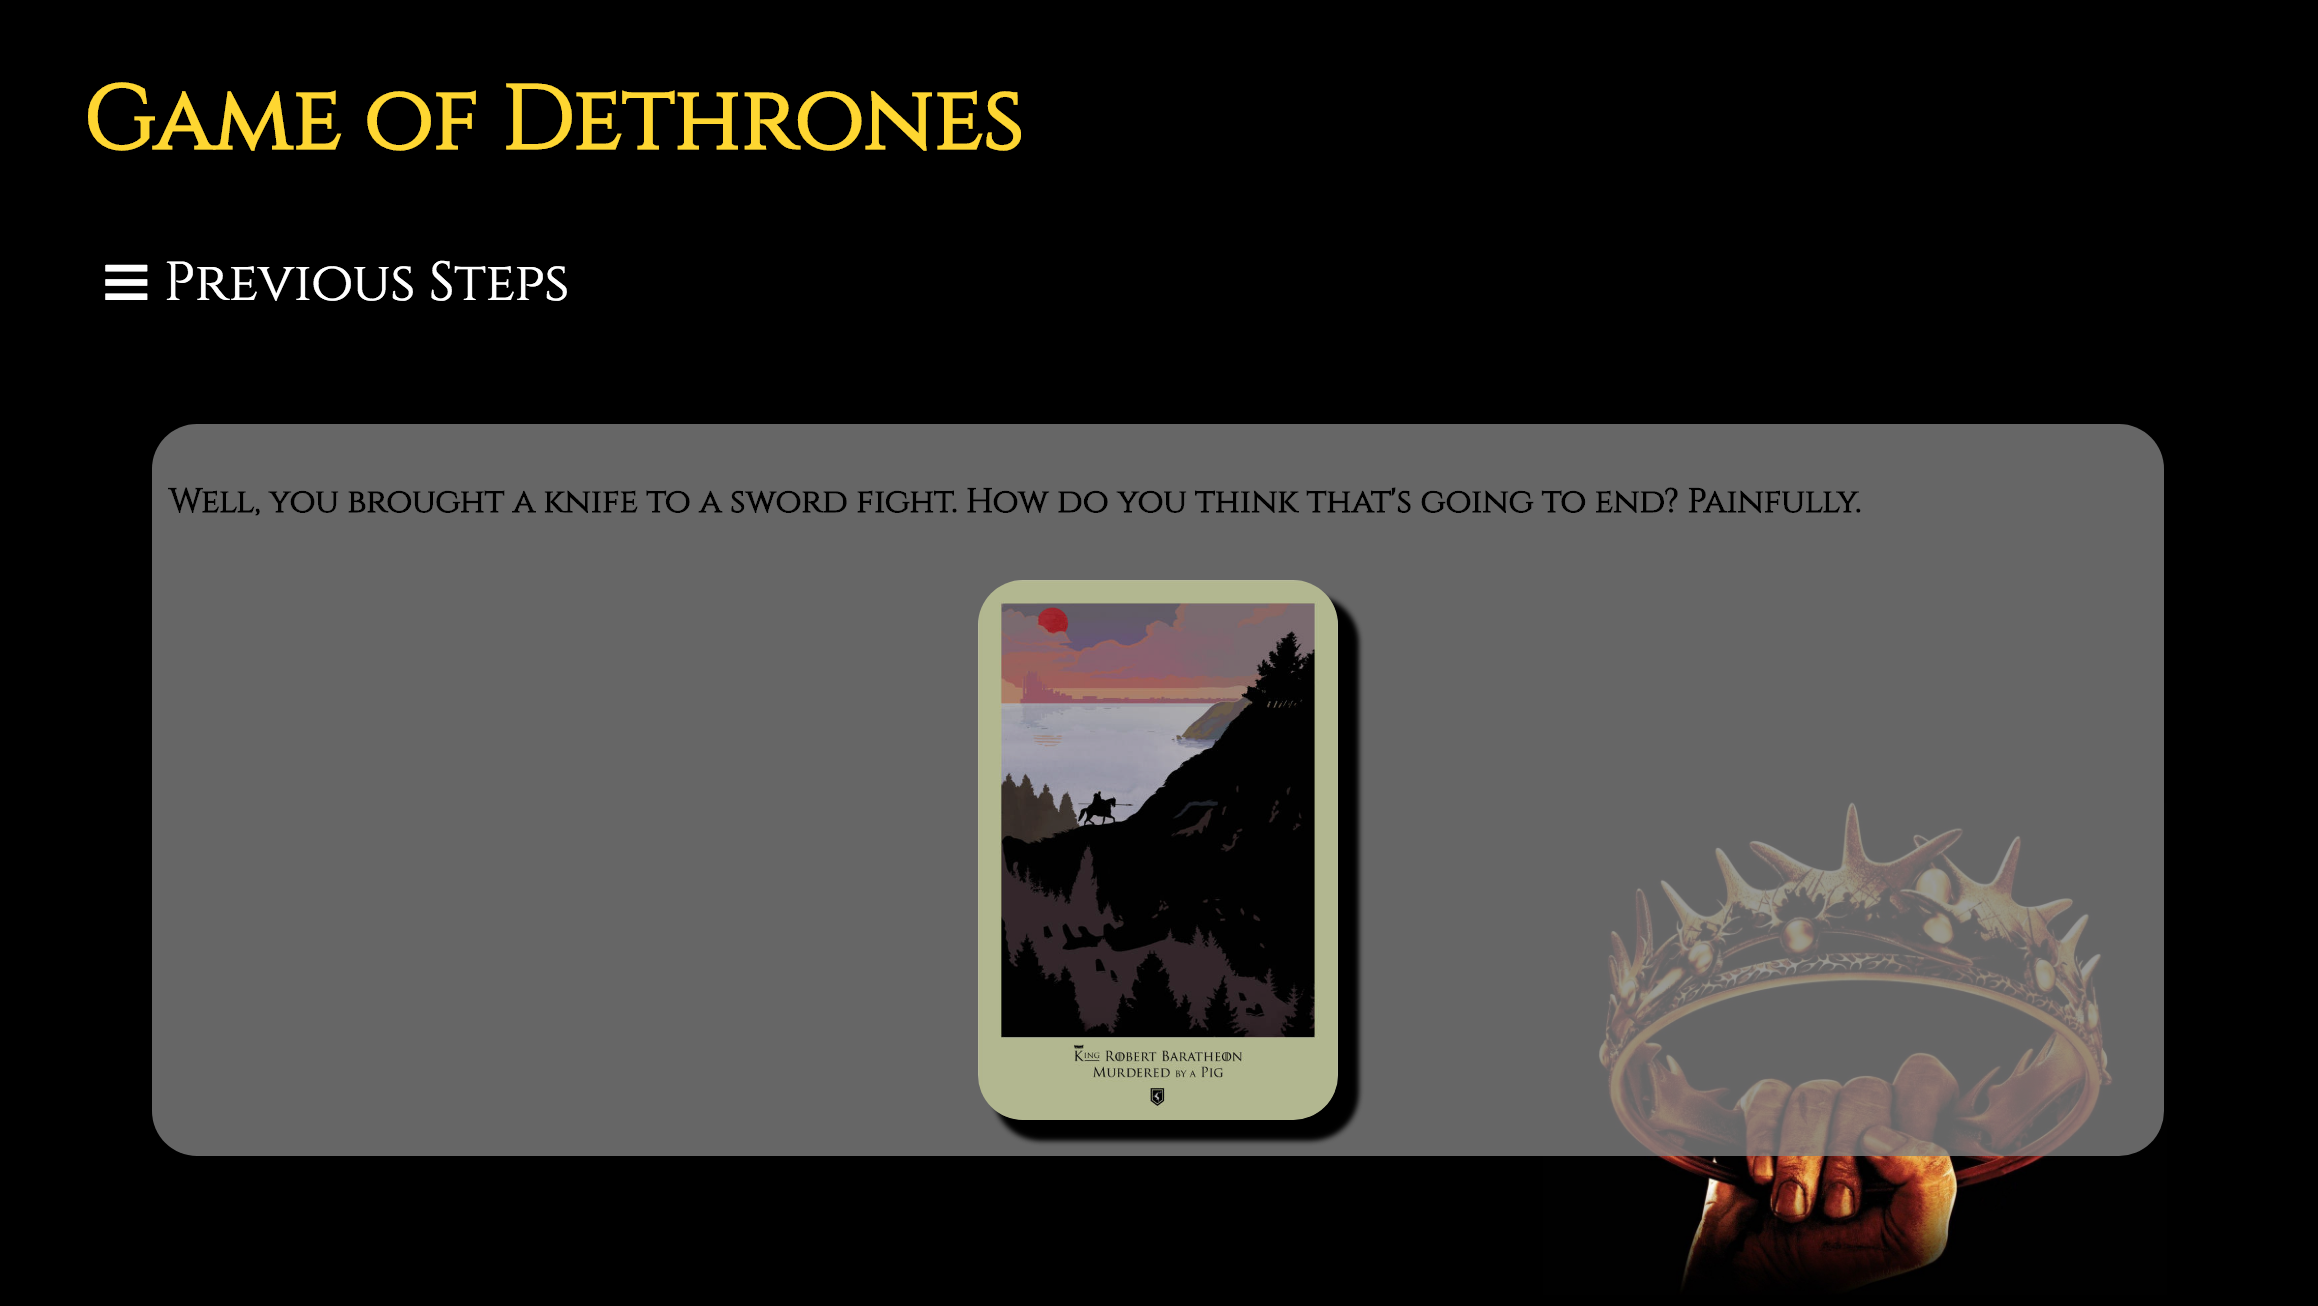 Game of Dethrones
Previous Steps
Well, you brought a knife to a sword fight. How do you think that's going to end? Painfully.
King Robert Baratheon
Murdered by a Pig